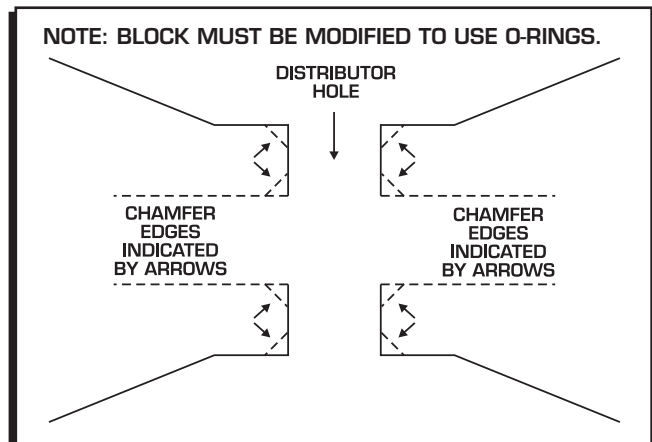 NOTE: BLOCK MUST BE MODIFIED TO USE O-RINGS.
DISTRIBUTOR
HOLE
CHAMFER
EDGES
INDICATED
BY ARROWS
CHAMFER
EDGES
INDICATED
BY ARROWS